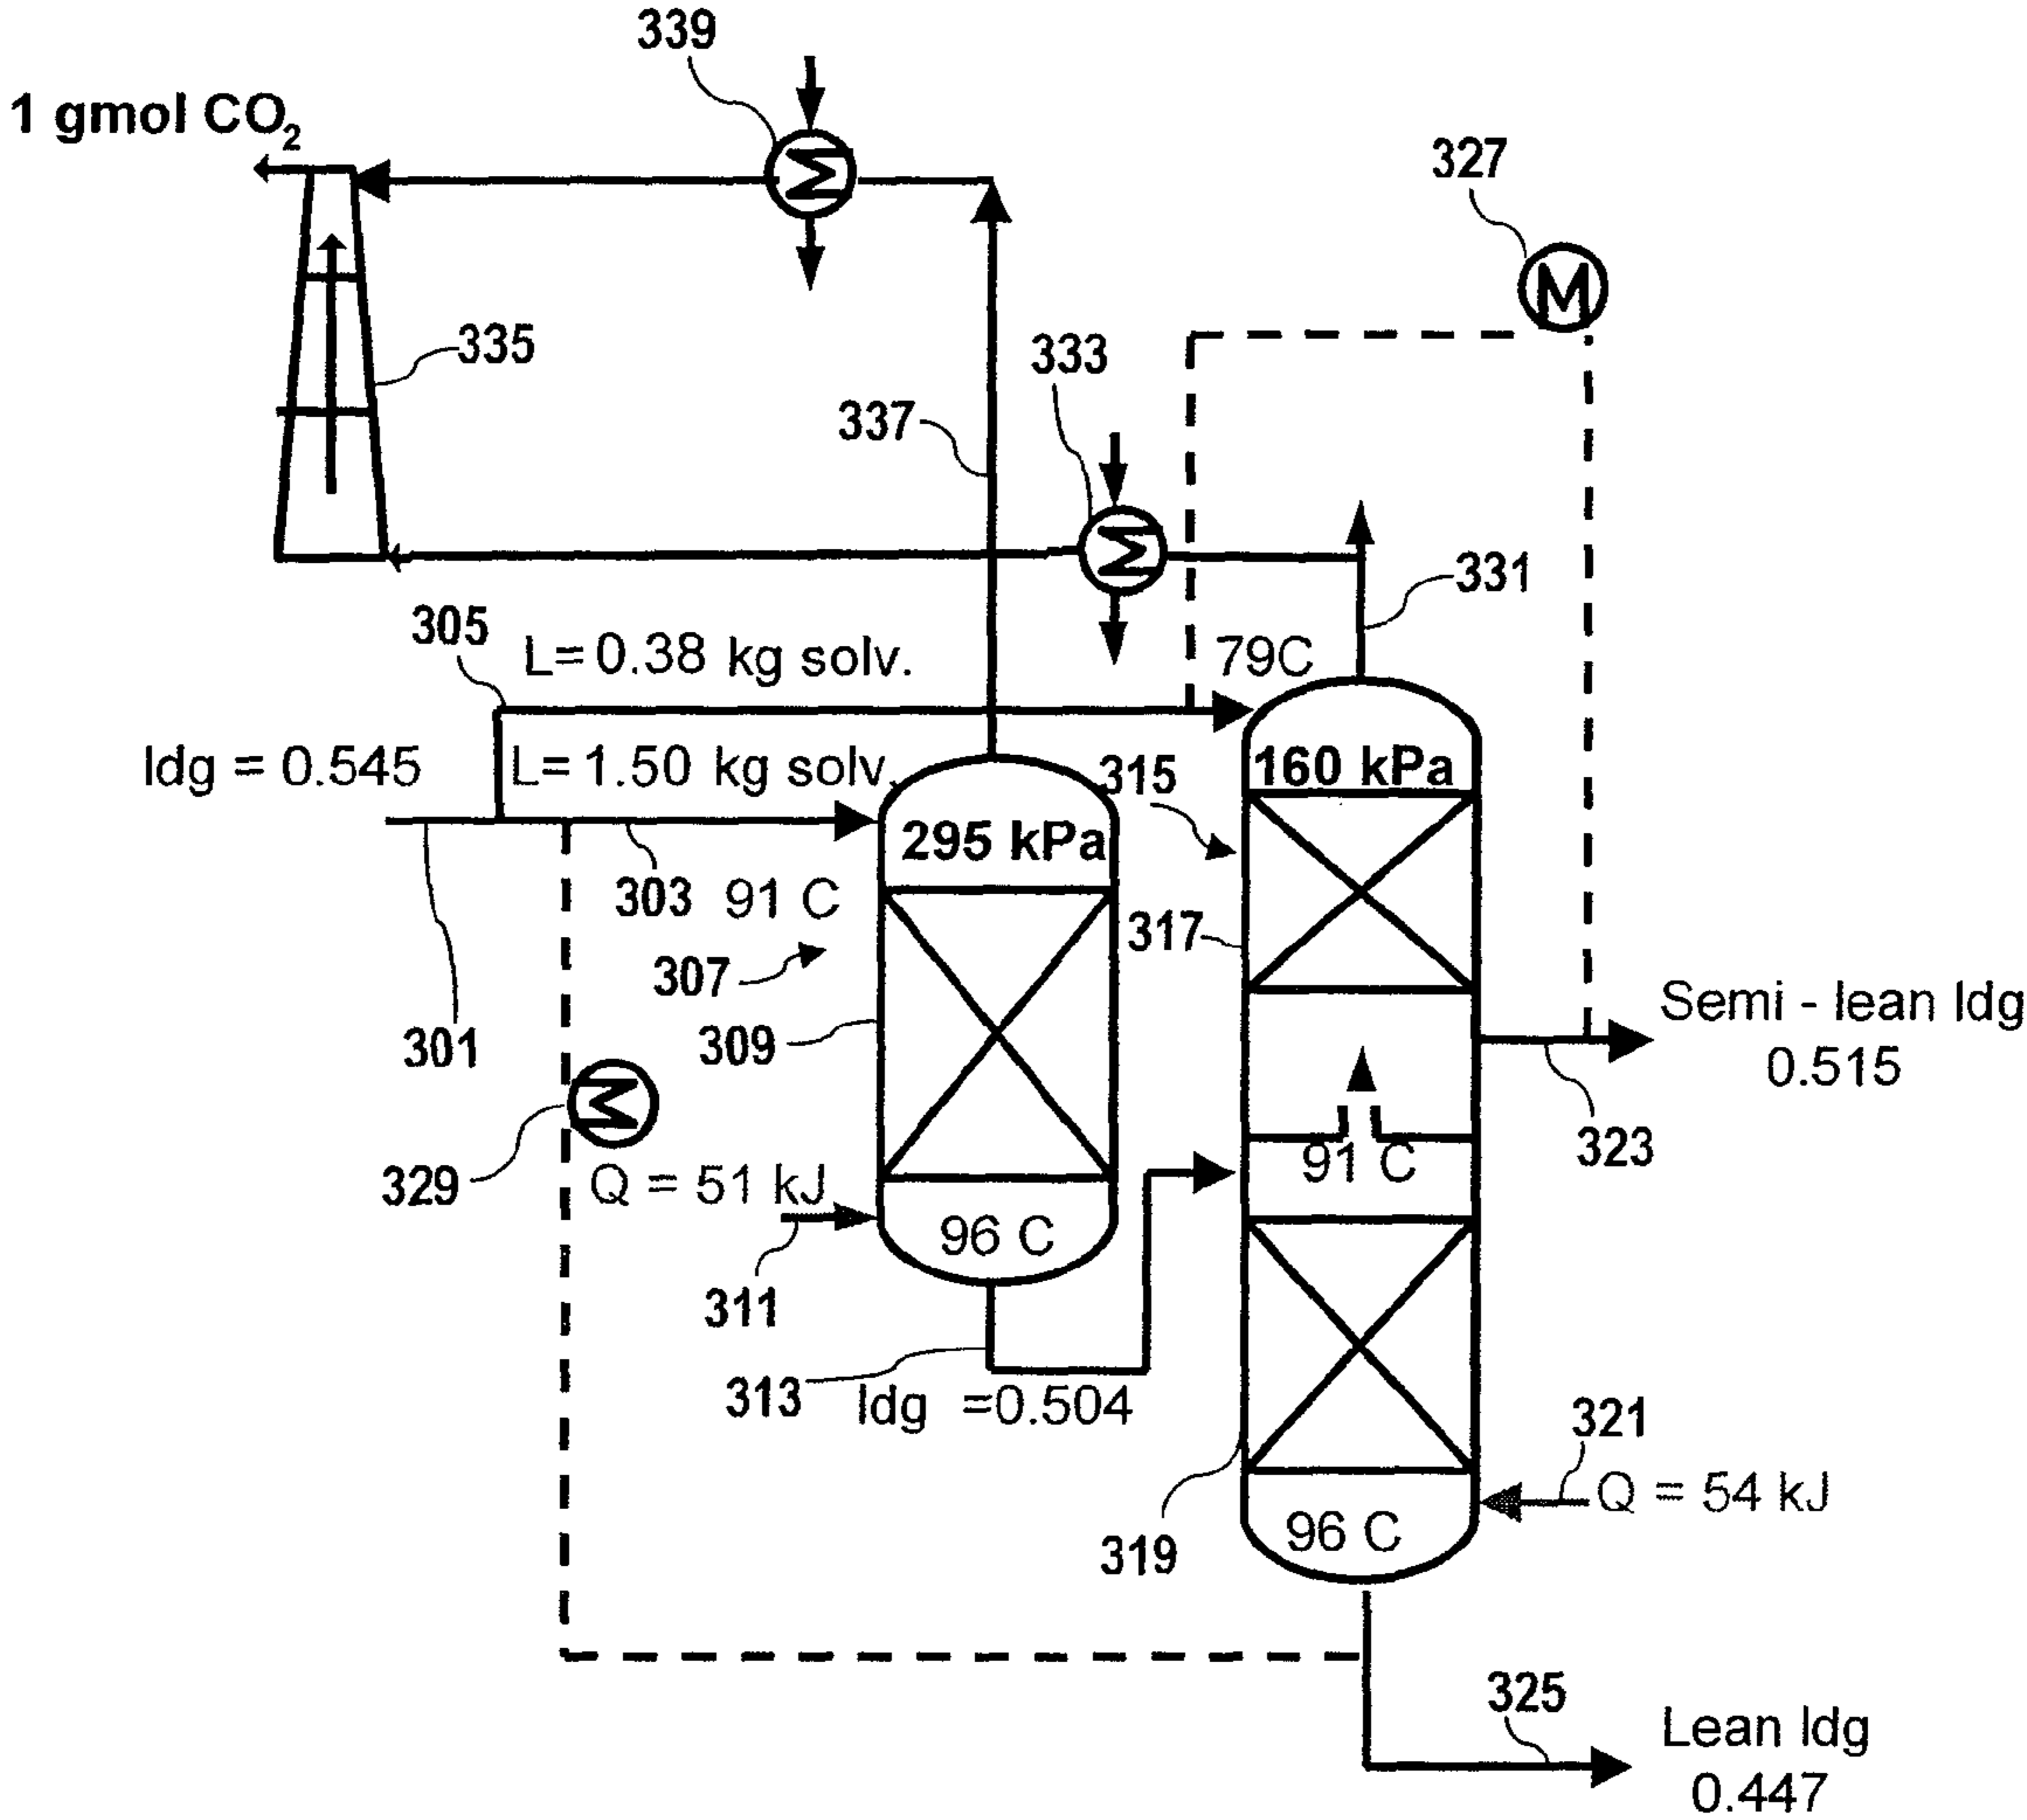 339
1 gmol CO2
327
335
333
337
331
305
L= 0.38 kg solv.
79C
ldg = 0.545
L= 1.50 kg solv.
315
160 kPa
295 kPa
303
91 C
317
307
309
301
Semi - lean ldg
0.515
323
91 C
329
Q = 51 kJ
96 C
311
313
ldg =0.504
321
Q = 54 kJ
319
96 C
325
Lean ldg
0.447
M
M
M
M